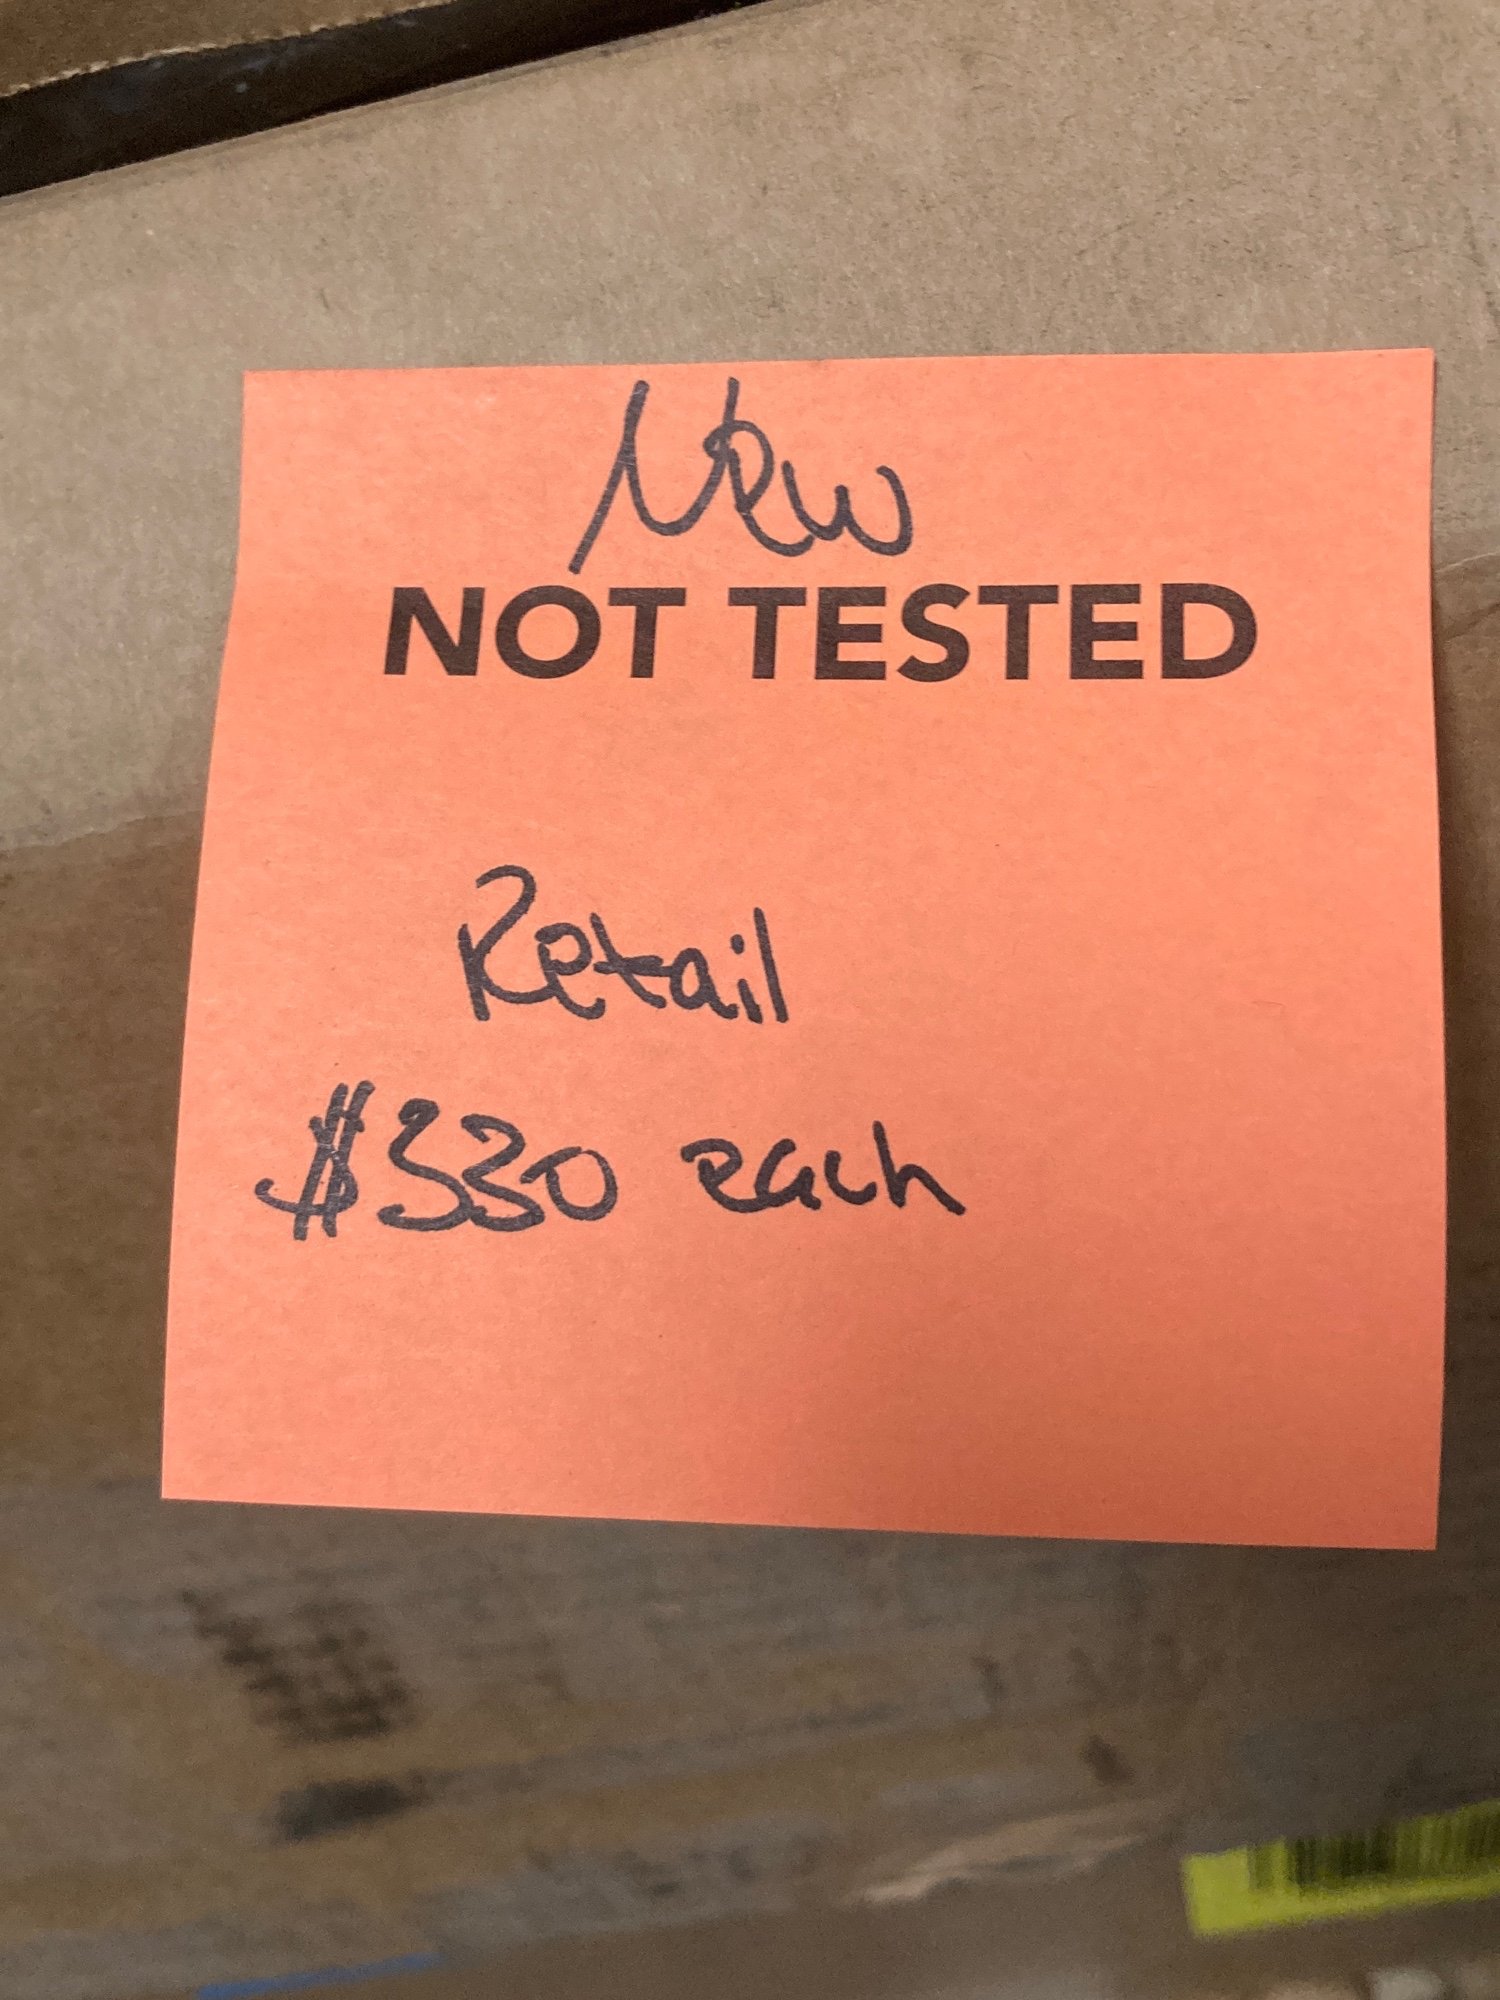 New
NOT TESTED
Retail
$330 each